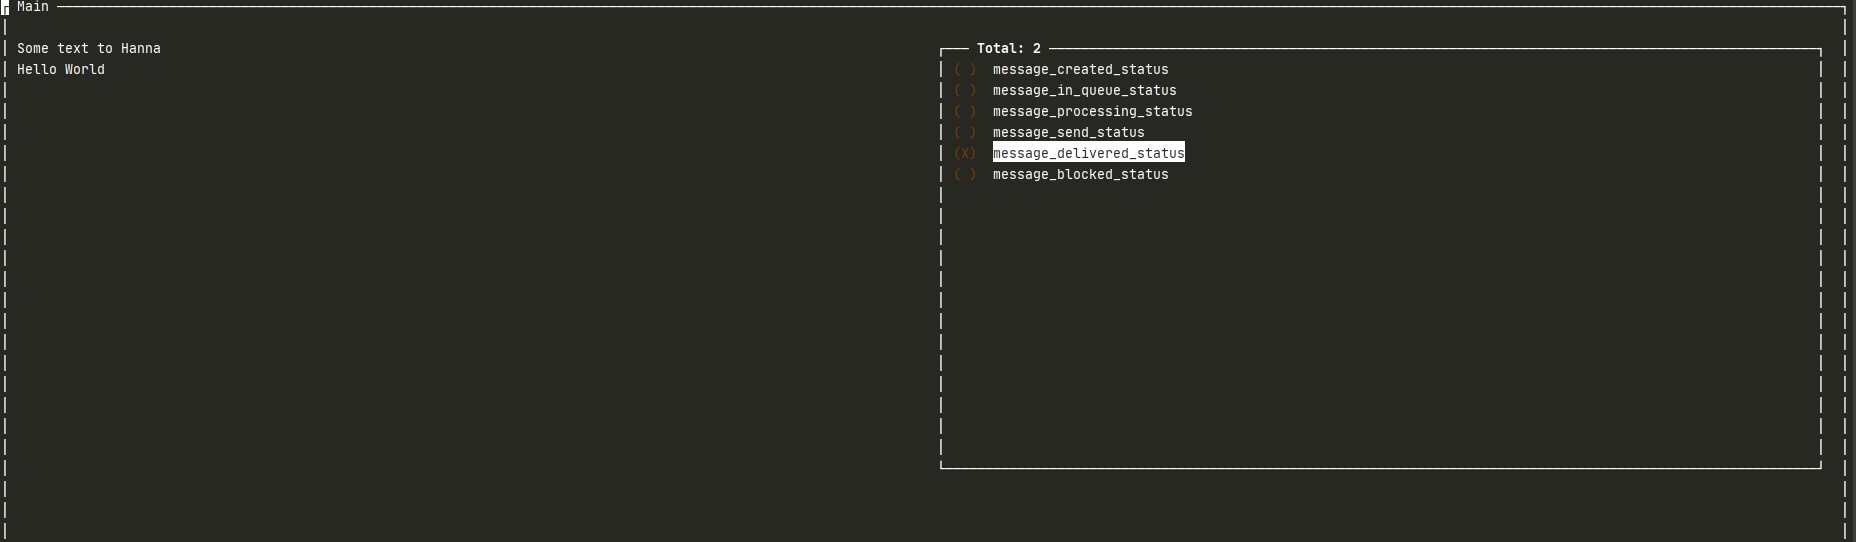 Main
Some text to Hanna
Hello World
Total: 2
( ) message_created_status
( ) message_in_queue_status
( ) message_processing_status
( ) message_send_status
(X) message_delivered_status
( ) message_blocked_status